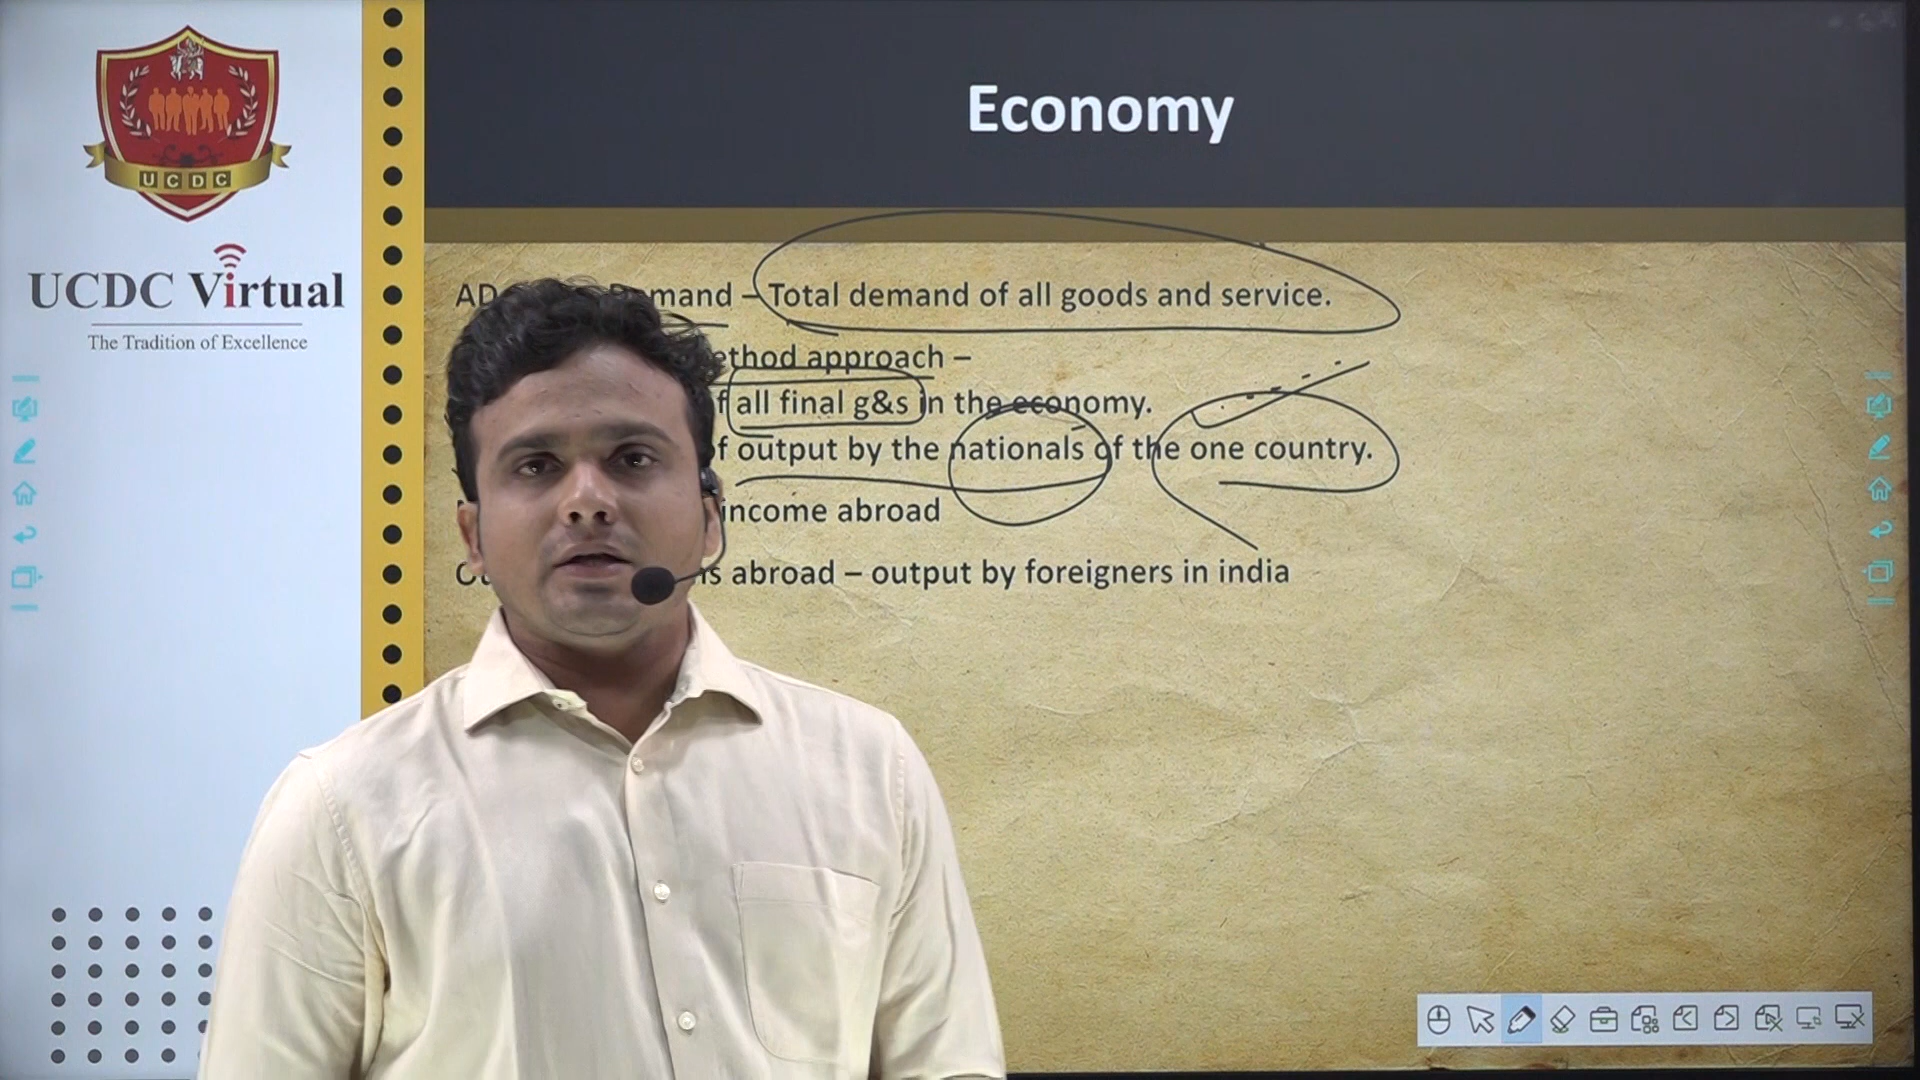 Economy
UCDC
UCDC Virtual
The Tradition of Excellence
AD mand – Total demand of all goods and service.
ethod approach –
f all final g&s in the economy.
f output by the nationals of the one country.
income abroad
s abroad – output by foreigners in india